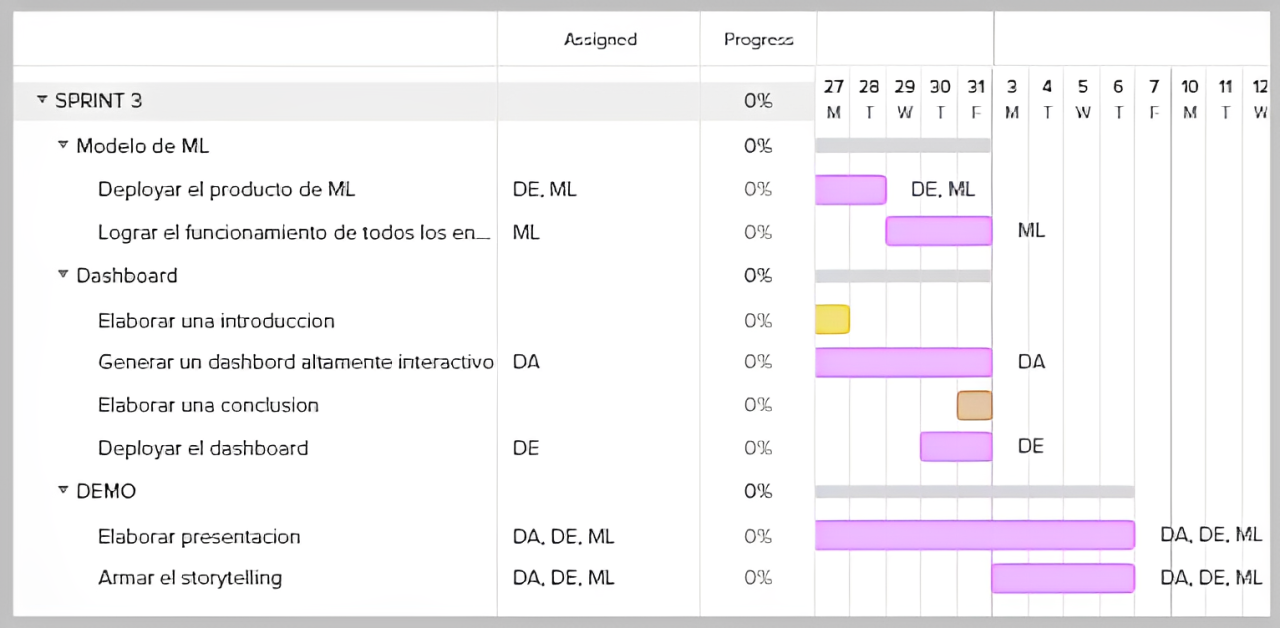 Assigned Progress
27 28 29 30 31 3 4 5 6 7 10 11 12
SPRINT 3 0%
M T W T F M T W T F M T W
Modelo de ML 0%
Deployar el producto de ML DE, ML 0% DE, ML
Lograr el funcionamiento de todos los en... ML 0% ML
Dashboard 0%
Elaborar una introduccion 0%
Generar un dashbord altamente interactivo DA 0% DA
Elaborar una conclusion 0%
Deployar el dashboard DE 0% DE
DEMO 0%
Elaborar presentacion DA, DE, ML 0% DA, DE, ML
Armar el storytelling DA, DE, ML 0% DA, DE, ML